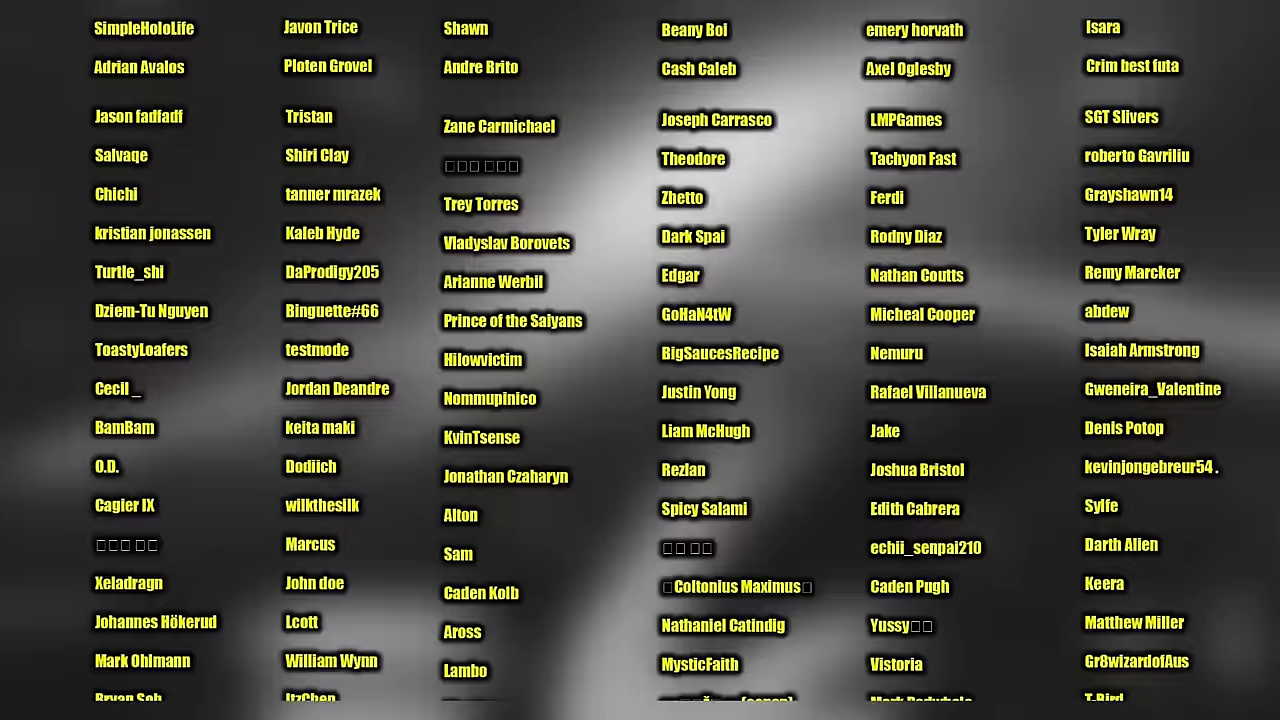 SimpleHoloLife
Adrian Avalos
Jason fadfadf
Salvaqe
Chichi
kristian jonassen
Turtle_shl
Dziem-Tu Nguyen
ToastyLoafers
Cecil _
BamBam
O.D.
Cagier IX
Xeladragn
Johannes Hökerud
Mark Ohlmann
Javon Trice
Ploten Grovel
Tristan
Shiri Clay
tanner mrazek
Kaleb Hyde
DaProdigy205
Binguette#66
testmode
Jordan Deandre
keita maki
Dodiich
wilkthesilk
Marcus
John doe
Lcott
William Wynn
ItzChen
Shawn
Andre Brito
Zane Carmichael
Trey Torres
Vladyslav Borovets
Arianne Werbil
Prince of the Saiyans
Hilowvictim
Nommupinico
KvinTsense
Jonathan Czaharyn
Alton
Sam
Caden Kolb
Aross
Lambo
Beany Boi
Cash Caleb
Joseph Carrasco
Theodore
Zhetto
Dark Spai
Edgar
GoHaN4tW
BigSaucesRecipe
Justin Yong
Liam McHugh
Rezlan
Spicy Salami
Coltonius Maximus
Nathaniel Catindig
MysticFaith
emery horvath
Axel Oglesby
LMPGames
Tachyon Fast
Ferdi
Rodny Diaz
Nathan Coutts
Micheal Cooper
Nemuru
Rafael Villanueva
Jake
Joshua Bristol
Edith Cabrera
echii_senpai210
Caden Pugh
Yussy
Vistoria
Isara
Crim best futa
SGT Slivers
roberto Gavriliu
Grayshawn14
Tyler Wray
Remy Marcker
abdew
Isaiah Armstrong
Gweneira_Valentine
Denis Potop
kevinjongebreur54 .
Sylfe
Darth Alien
Keera
Matthew Miller
Gr8wizardofAus
T-Bird